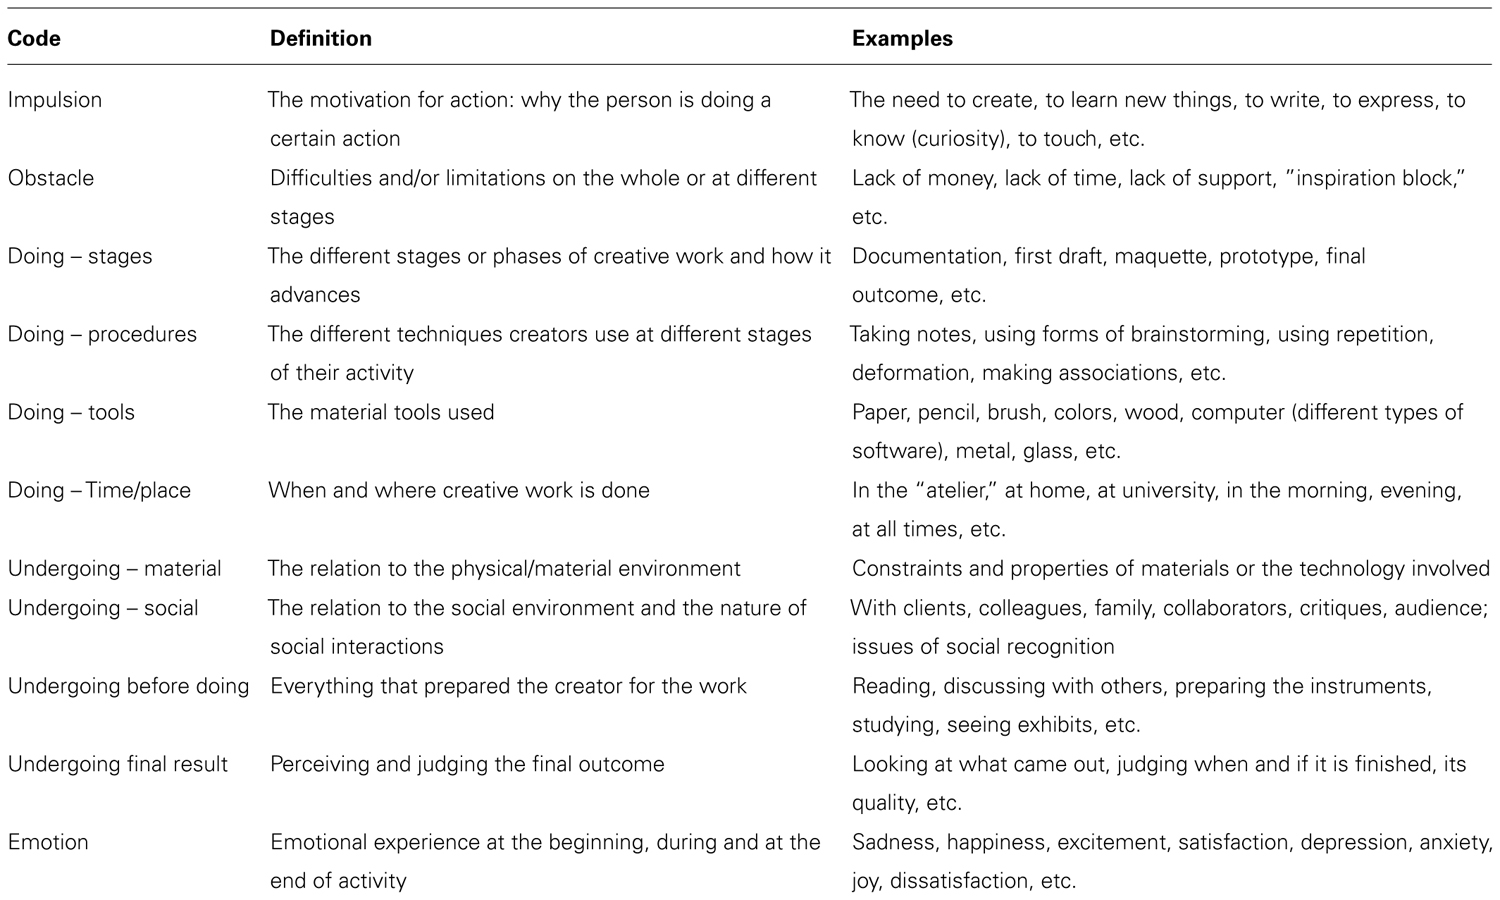 Code Definition Examples
Impulsion The motivation for action: why the person is doing a The need to create, to learn new things, to write, to express, to
certain action know (curiosity), to touch, etc.
Obstacle Difficulties and/or limitations on the whole or at different Lack of money, lack of time, lack of support, ”inspiration block,”
stages etc.
Doing – stages The different stages or phases of creative work and how it Documentation, first draft, maquette, prototype, final
advances outcome, etc.
Doing – procedures The different techniques creators use at different stages Taking notes, using forms of brainstorming, using repetition,
of their activity deformation, making associations, etc.
Doing – tools The material tools used Paper, pencil, brush, colors, wood, computer (different types of
software), metal, glass, etc.
Doing – Time/place When and where creative work is done In the “atelier,” at home, at university, in the morning, evening,
at all times, etc.
Undergoing – material The relation to the physical/material environment Constraints and properties of materials or the technology involved
Undergoing – social The relation to the social environment and the nature of With clients, colleagues, family, collaborators, critiques, audience;
social interactions issues of social recognition
Undergoing before doing Everything that prepared the creator for the work Reading, discussing with others, preparing the instruments,
studying, seeing exhibits, etc.
Undergoing final result Perceiving and judging the final outcome Looking at what came out, judging when and if it is finished, its
quality, etc.
Emotion Emotional experience at the beginning, during and at the Sadness, happiness, excitement, satisfaction, depression, anxiety,
end of activity joy, dissatisfaction, etc.